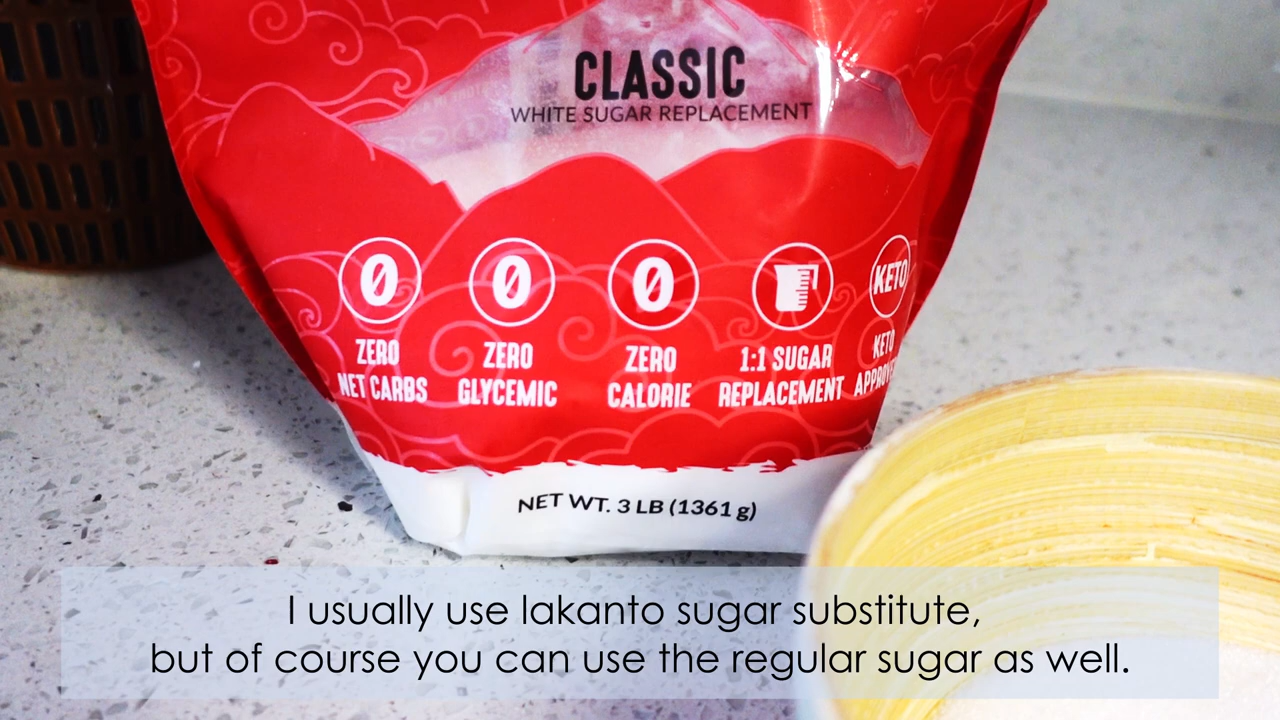 CLASSIC
WHITE SUGAR REPLACEMENT
0 0 0 KETO
ZERO NET CARBS
ZERO GLYCEMIC
ZERO CALORIE
1:1 SUGAR REPLACEMENT
KETO
NET WT. 3 LB (1361 g)
I usually use lakanto sugar substitute,
but of course you can use the regular sugar as well.